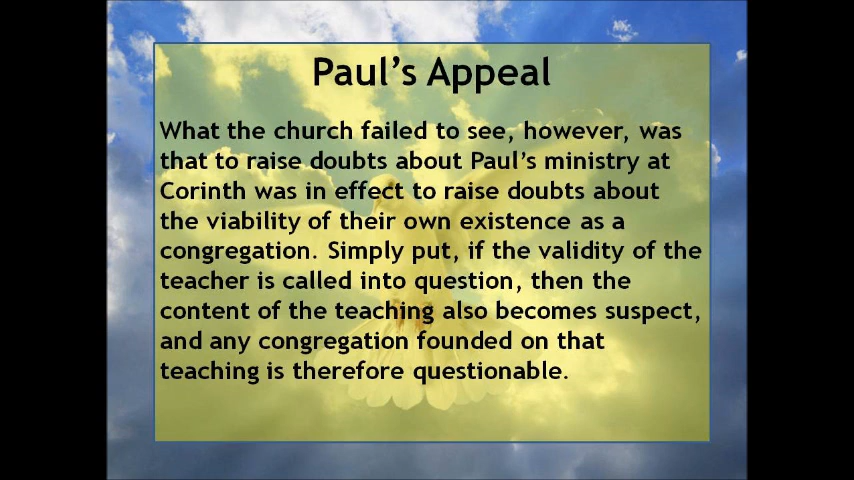 Paul’s Appeal
What the church failed to see, however, was
that to raise doubts about Paul’s ministry at
Corinth was in effect to raise doubts about
the viability of their own existence as a
congregation. Simply put, if the validity of the
teacher is called into question, then the
content of the teaching also becomes suspect,
and any congregation founded on that
teaching is therefore questionable.